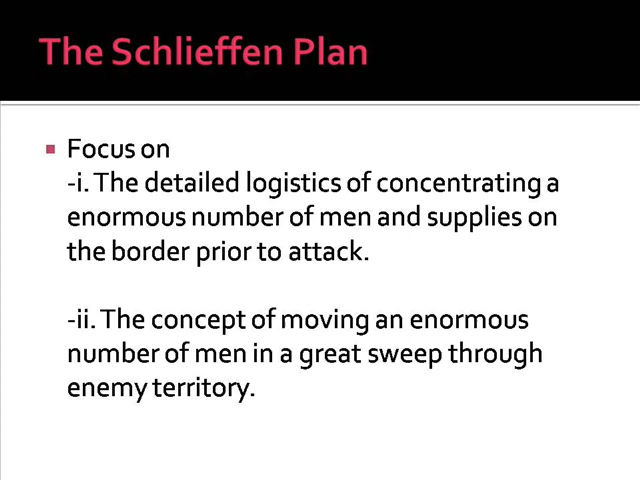 The Schlieffen Plan
Focus on
-i. The detailed logistics of concentrating a
enormous number of men and supplies on
the border prior to attack.
-ii. The concept of moving an enormous
number of men in a great sweep through
enemy territory.